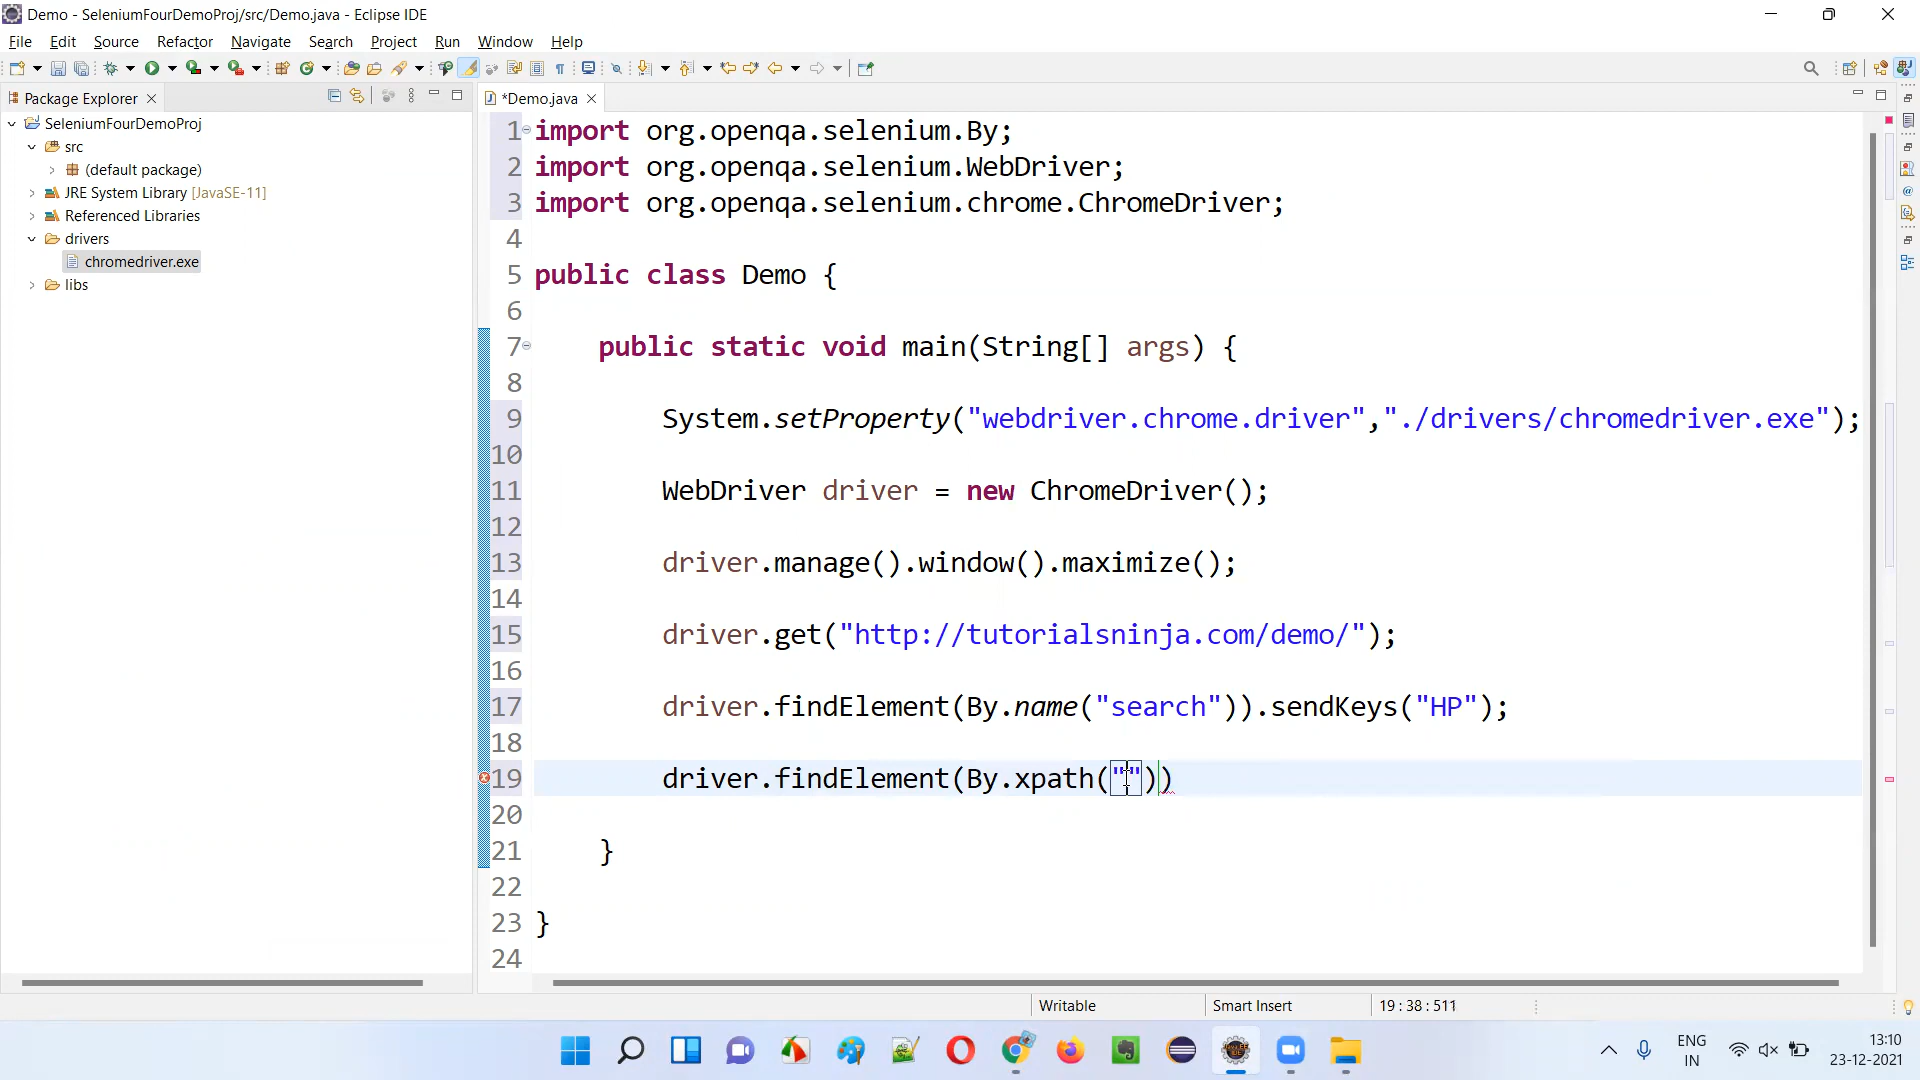 Demo - SeleniumFourDemoProj/src/Demo.java - Eclipse IDE
File Edit Source Refactor Navigate Search Project Run Window Help
Package Explorer
SeleniumFourDemoProj
src
(default package)
JRE System Library [JavaSE-11]
Referenced Libraries
drivers
chromedriver.exe
libs
*Demo.java
1 import org.openqa.selenium.By;
2 import org.openqa.selenium.WebDriver;
3 import org.openqa.selenium.chrome.ChromeDriver;
4
5 public class Demo {
6
7 public static void main(String[] args) {
8
9 System.setProperty("webdriver.chrome.driver","./drivers/chromedriver.exe");
10
11 WebDriver driver = new ChromeDriver();
12
13 driver.manage().window().maximize();
14
15 driver.get("http://tutorialsninja.com/demo/");
16
17 driver.findElement(By.name("search")).sendKeys("HP");
18
19 driver.findElement(By.xpath(""))
20
21 }
22
23 }
24
Writable Smart Insert 19 : 38 : 511
ENG
IN
13:10
23-12-2021